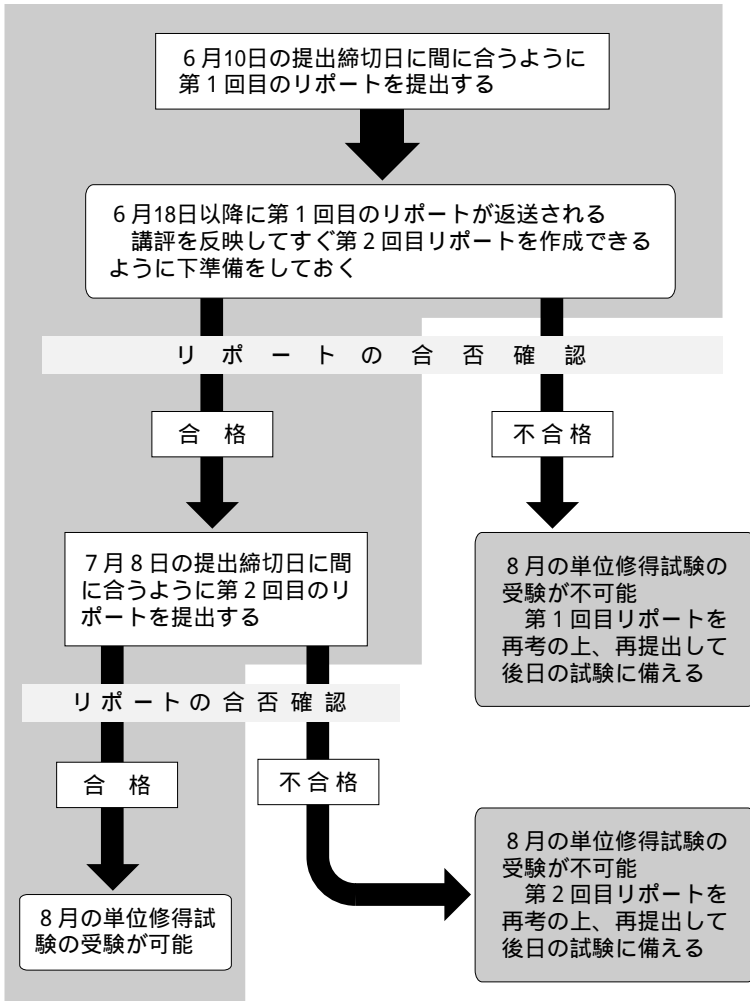 ６月10日の提出締切日に間に合うように
第１回目のリポートを提出する
６月18日以降に第１回目のリポートが返送される
　講評を反映してすぐ第２回目リポートを作成できる
ように下準備をしておく
リポートの合否確認
合　格
不合格
７月８日の提出締切日に間
に合うように第２回目のリ
ポートを提出する
８月の単位修得試験の
受験が不可能
　第１回目リポートを
再考の上、再提出して
後日の試験に備える
リポートの合否確認
合　格
不合格
８月の単位修得試
験の受験が可能
８月の単位修得試験の
受験が不可能
　第２回目リポートを
再考の上、再提出して
後日の試験に備える